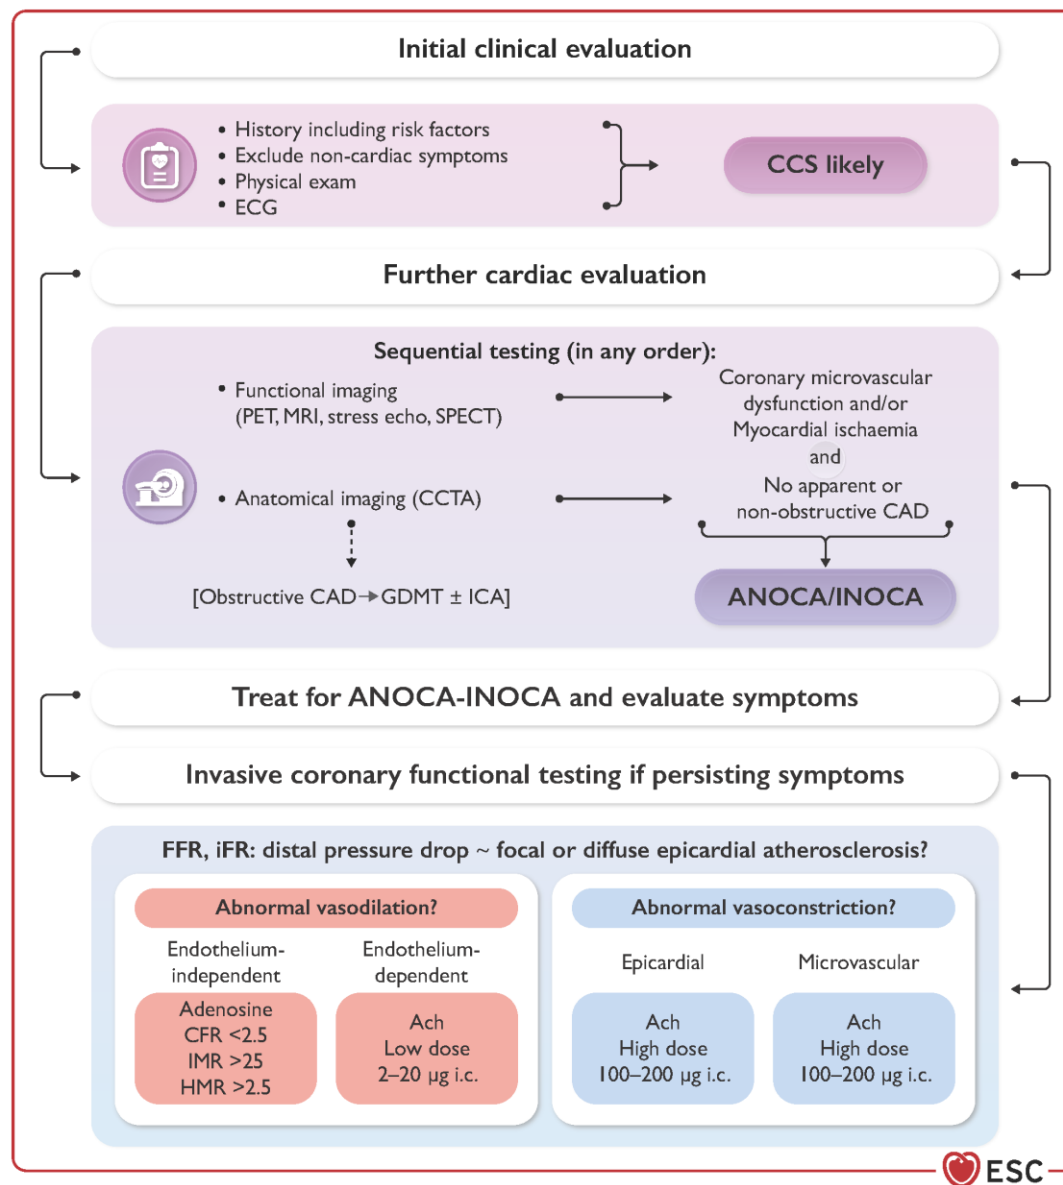 Initial clinical evaluation
• History including risk factors
• Exclude non-cardiac symptoms
• Physical exam
• ECG
CCS likely
Further cardiac evaluation
Sequential testing (in any order):
• Functional imaging
(PET, MRI, stress echo, SPECT)
Coronary microvascular
dysfunction and/or
Myocardial ischaemia
and
• Anatomical imaging (CCTA)
No apparent or
non-obstructive CAD
[Obstructive CAD→GDMT ± ICA]
ANOCA/INOCA
Treat for ANOCA-INOCA and evaluate symptoms
Invasive coronary functional testing if persisting symptoms
FFR, iFR: distal pressure drop ~ focal or diffuse epicardial atherosclerosis?
Abnormal vasodilation?
Endothelium-
independent
Adenosine
CFR <2.5
IMR >25
HMR >2.5
Endothelium-
dependent
Ach
Low dose
2–20 µg i.c.
Abnormal vasoconstriction?
Epicardial
Ach
High dose
100–200 µg i.c.
Microvascular
Ach
High dose
100–200 µg i.c.
ESC